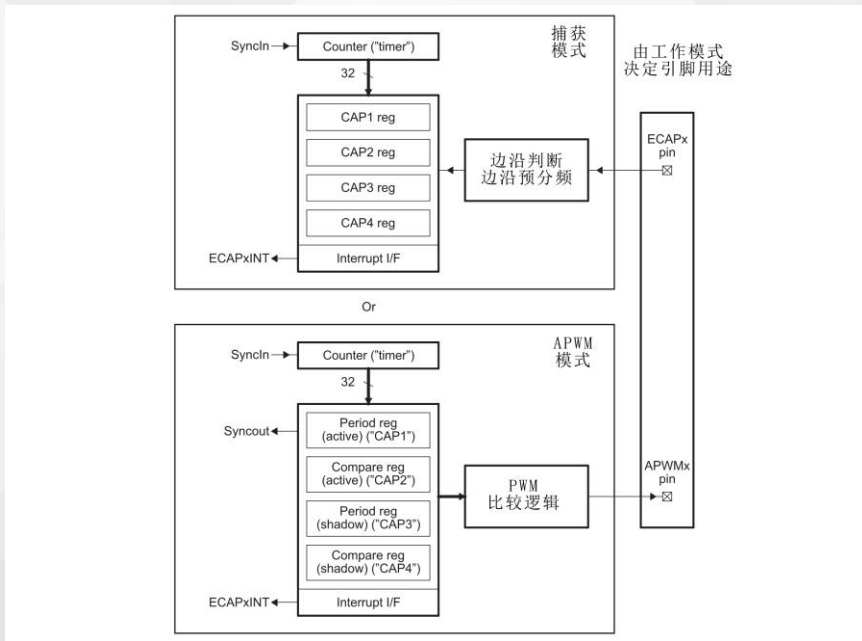 捕获
模式
由工作模式
决定引脚用途
SyncIn
Counter ("timer")
32
CAP1 reg
CAP2 reg
CAP3 reg
CAP4 reg
Interrupt I/F
ECAPxINT
边沿判断
边沿预分频
ECAPx
pin
Or
APWM
模式
SyncIn
Counter ("timer")
32
Syncout
Period reg
(active) ("CAP1")
Compare reg
(active) ("CAP2")
Period reg
(shadow) ("CAP3")
Compare reg
(shadow) ("CAP4")
Interrupt I/F
ECAPxINT
PWM
比较逻辑
APWMx
pin